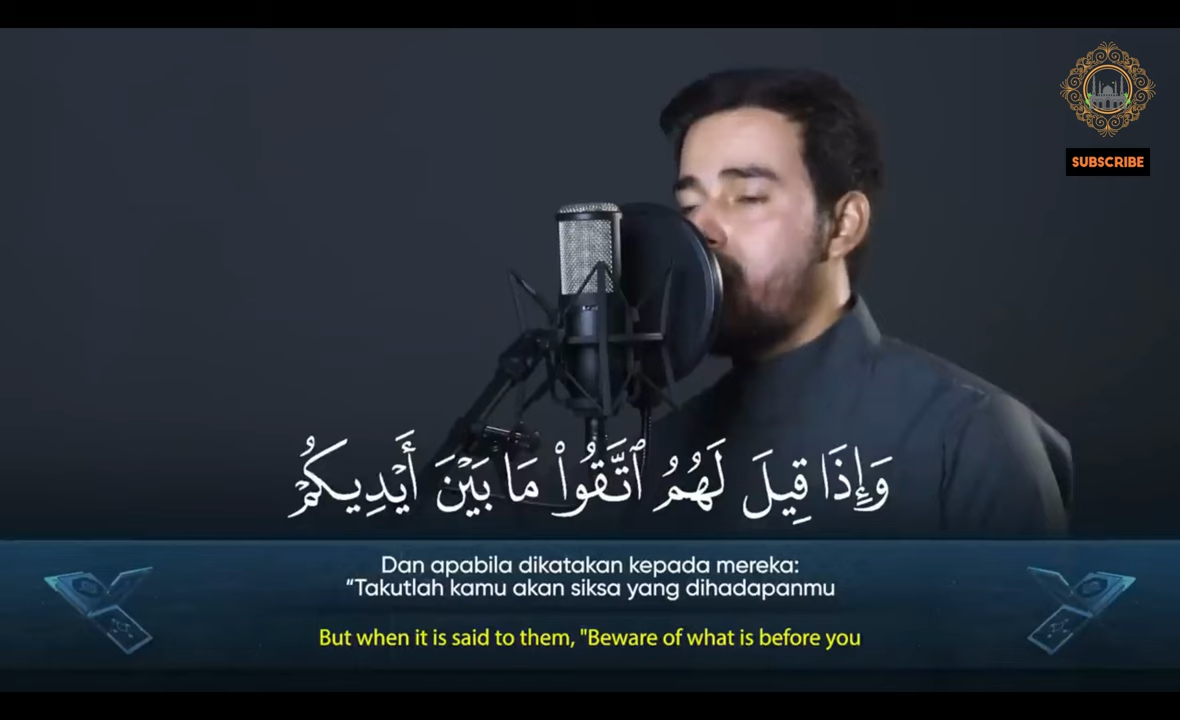 SUBSCRIBE
وَإِذَا قِيلَ لَهُمُ ٱتَّقُوا۟ مَا بَيْنَ أَيْدِيكُمْ
Dan apabila dikatakan kepada mereka:
“Takutlah kamu akan siksa yang dihadapanmu
But when it is said to them, "Beware of what is before you